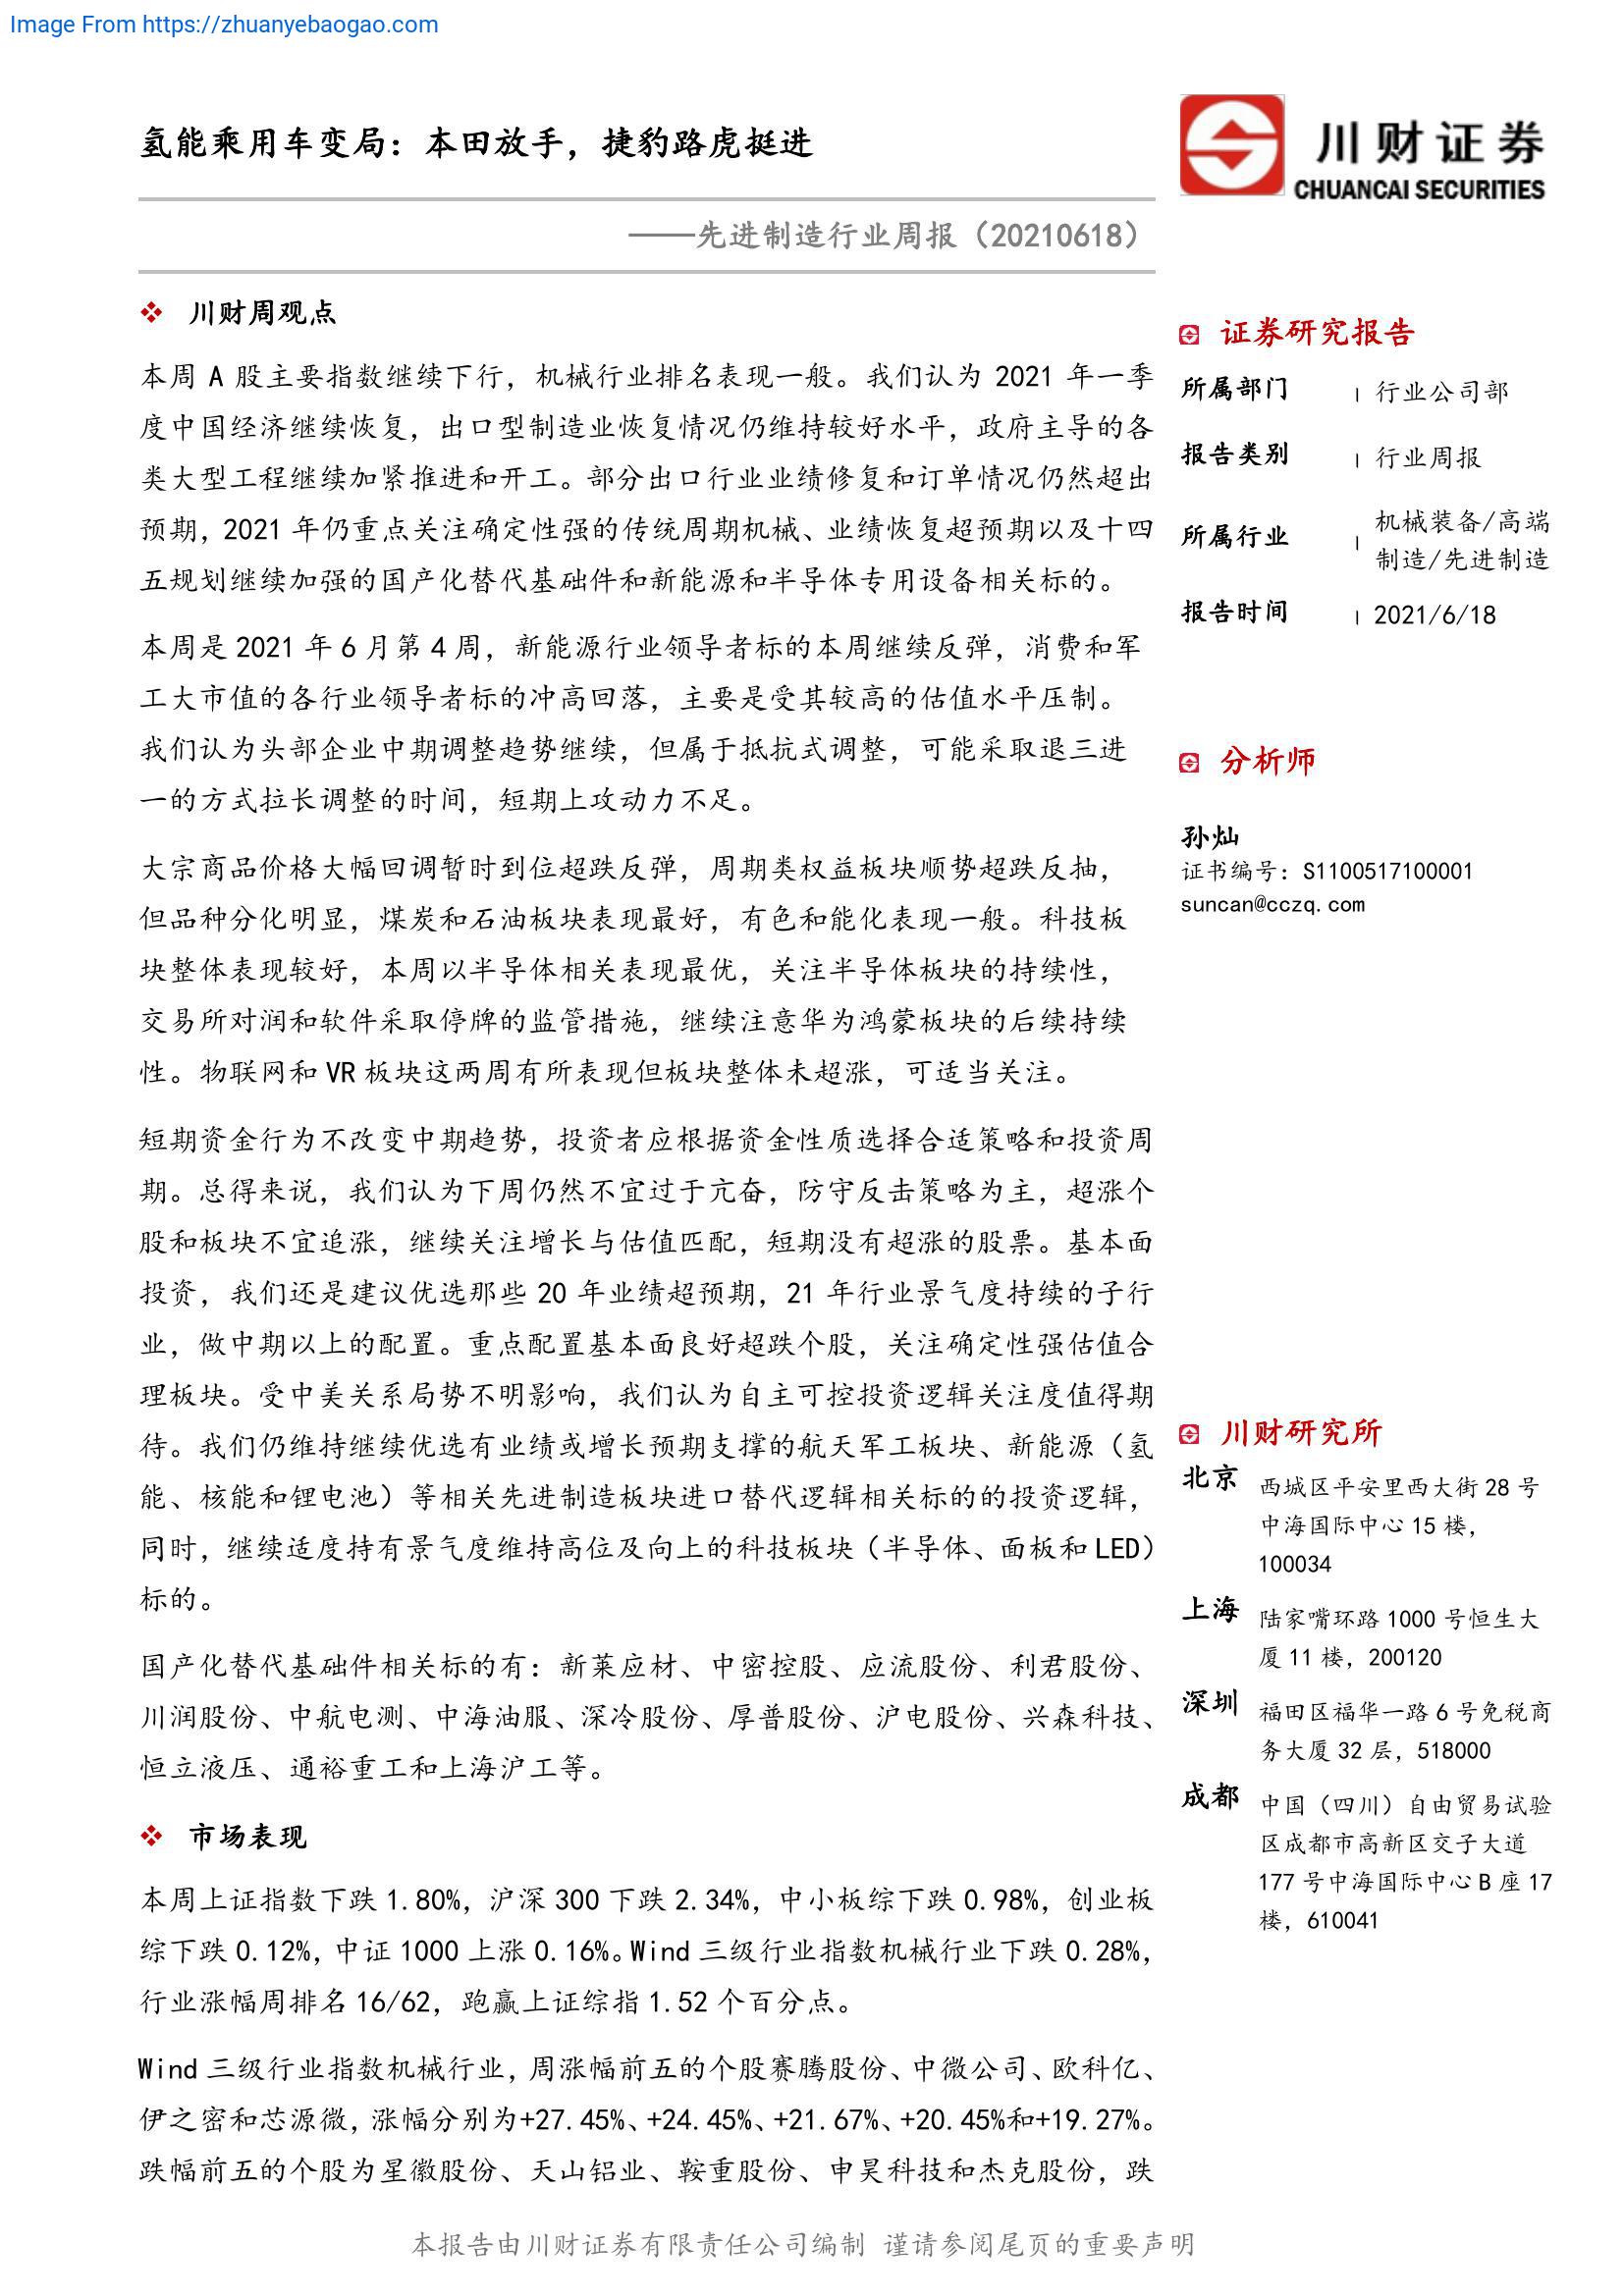 Image From https://zhuanyebaogao.com
氢能乘用车变局：本田放手，捷豹路虎挺进
——先进制造行业周报（20210618）
川财证券
CHUANCAI SECURITIES
❖ 川财周观点
本周 A 股主要指数继续下行，机械行业排名表现一般。我们认为 2021 年一季
度中国经济继续恢复，出口型制造业恢复情况仍维持较好水平，政府主导的各
类大型工程继续加紧推进和开工。部分出口行业业绩修复和订单情况仍然超出
预期，2021 年仍重点关注确定性强的传统周期机械、业绩恢复超预期以及十四
五规划继续加强的国产化替代基础件和新能源和半导体专用设备相关标的。
本周是 2021 年 6 月第 4 周，新能源行业领导者标的本周继续反弹，消费和军
工大市值的各行业领导者标的冲高回落，主要是受其较高的估值水平压制。
我们认为头部企业中期调整趋势继续，但属于抵抗式调整，可能采取退三进
一的方式拉长调整的时间，短期上攻动力不足。
大宗商品价格大幅回调暂时到位超跌反弹，周期类权益板块顺势超跌反抽，
但品种分化明显，煤炭和石油板块表现最好，有色和能化表现一般。科技板
块整体表现较好，本周以半导体相关表现最优，关注半导体板块的持续性，
交易所对润和软件采取停牌的监管措施，继续注意华为鸿蒙板块的后续持续
性。物联网和 VR 板块这两周有所表现但板块整体未超涨，可适当关注。
短期资金行为不改变中期趋势，投资者应根据资金性质选择合适策略和投资周
期。总得来说，我们认为下周仍然不宜过于亢奋，防守反击策略为主，超涨个
股和板块不宜追涨，继续关注增长与估值匹配，短期没有超涨的股票。基本面
投资，我们还是建议优选那些 20 年业绩超预期，21 年行业景气度持续的子行
业，做中期以上的配置。重点配置基本面良好超跌个股，关注确定性强估值合
理板块。受中美关系局势不明影响，我们认为自主可控投资逻辑关注度值得期
待。我们仍维持继续优选有业绩或增长预期支撑的航天军工板块、新能源（氢
能、核能和锂电池）等相关先进制造板块进口替代逻辑相关标的的投资逻辑，
同时，继续适度持有景气度维持高位及向上的科技板块（半导体、面板和 LED）
标的。
国产化替代基础件相关标的有：新莱应材、中密控股、应流股份、利君股份、
川润股份、中航电测、中海油服、深冷股份、厚普股份、沪电股份、兴森科技、
恒立液压、通裕重工和上海沪工等。
❖ 市场表现
本周上证指数下跌 1.80%，沪深 300 下跌 2.34%，中小板综下跌 0.98%，创业板
综下跌 0.12%，中证 1000 上涨 0.16%。Wind 三级行业指数机械行业下跌 0.28%，
行业涨幅周排名 16/62，跑赢上证综指 1.52 个百分点。
Wind 三级行业指数机械行业，周涨幅前五的个股赛腾股份、中微公司、欧科亿、
伊之密和芯源微，涨幅分别为+27.45%、+24.45%、+21.67%、+20.45%和+19.27%。
跌幅前五的个股为星徽股份、天山铝业、鞍重股份、申昊科技和杰克股份，跌
证券研究报告
所属部门 | 行业公司部
报告类别 | 行业周报
所属行业 | 机械装备/高端
制造/先进制造
报告时间 | 2021/6/18
分析师
孙灿
证书编号：S1100517100001
suncan@cczq.com
川财研究所
北京 西城区平安里西大街 28 号
中海国际中心 15 楼，
100034
上海 陆家嘴环路 1000 号恒生大
厦 11 楼，200120
深圳 福田区福华一路 6 号免税商
务大厦 32 层，518000
成都 中国（四川）自由贸易试验
区成都市高新区交子大道
177 号中海国际中心 B 座 17
楼，610041
本报告由川财证券有限责任公司编制 谨请参阅尾页的重要声明